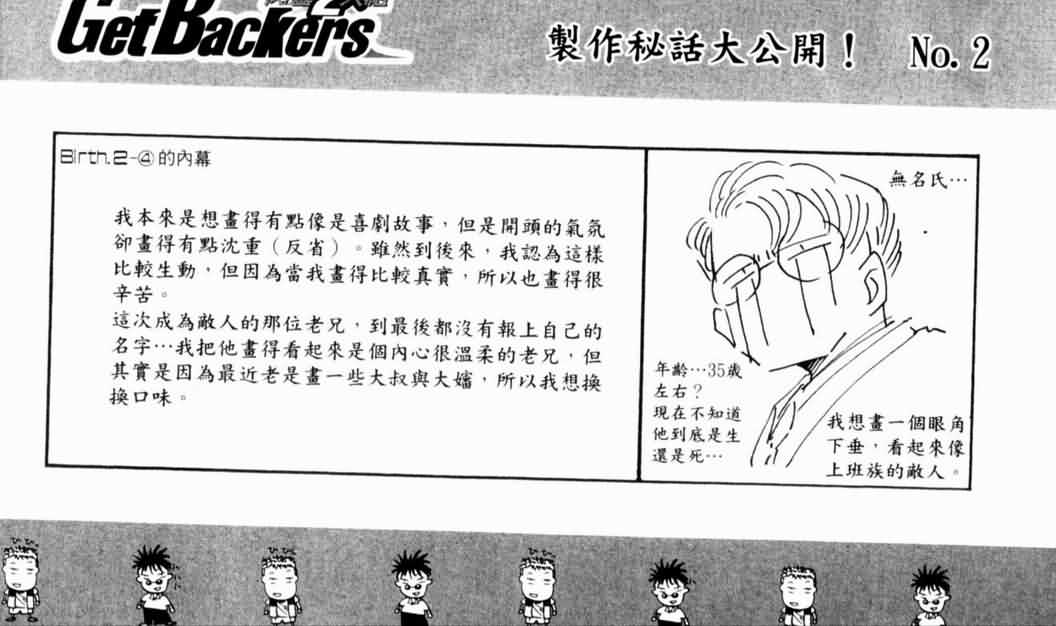 GetBackers
製作秘話大公開！ No. 2
Birth.2-④的內幕
我本來是想畫得有點像是喜劇故事，但是開頭的氣氛
卻畫得有點沈重（反省）。雖然到後來，我認為這樣
比較生動，但因為當我畫得比較真實，所以也畫得很
辛苦。
這次成為敵人的那位老兄，到最後都沒有報上自己的
名字…我把他畫得看起來是個內心很溫柔的老兄，但
其實是因為最近老是畫一些大叔與大嬸，所以我想換
換口味。
無名氏…
年齡…35歲
左右？
現在不知道
他到底是生
還是死…
我想畫一個眼角
下垂，看起來像
上班族的敵人。